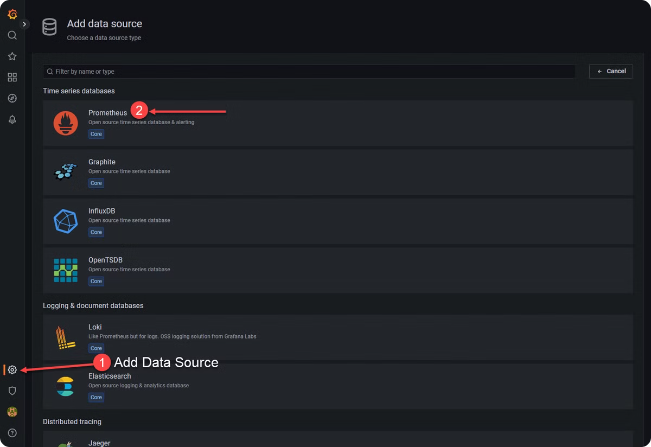 Add data source
Choose a data source type
Filter by name or type
Cancel
Time series databases
Prometheus
2
Open source time series database & alerting
Core
Graphite
Open source time series database
Core
InfluxDB
Open source time series database
Core
OpenTSDB
Open source time series database
Core
Logging & document databases
Loki
Like Prometheus but for logs. OSS logging solution from Grafana Labs
Core
1 Add Data Source
Elasticsearch
Open source logging & analytics database
Core
Distributed tracing
Jaeger